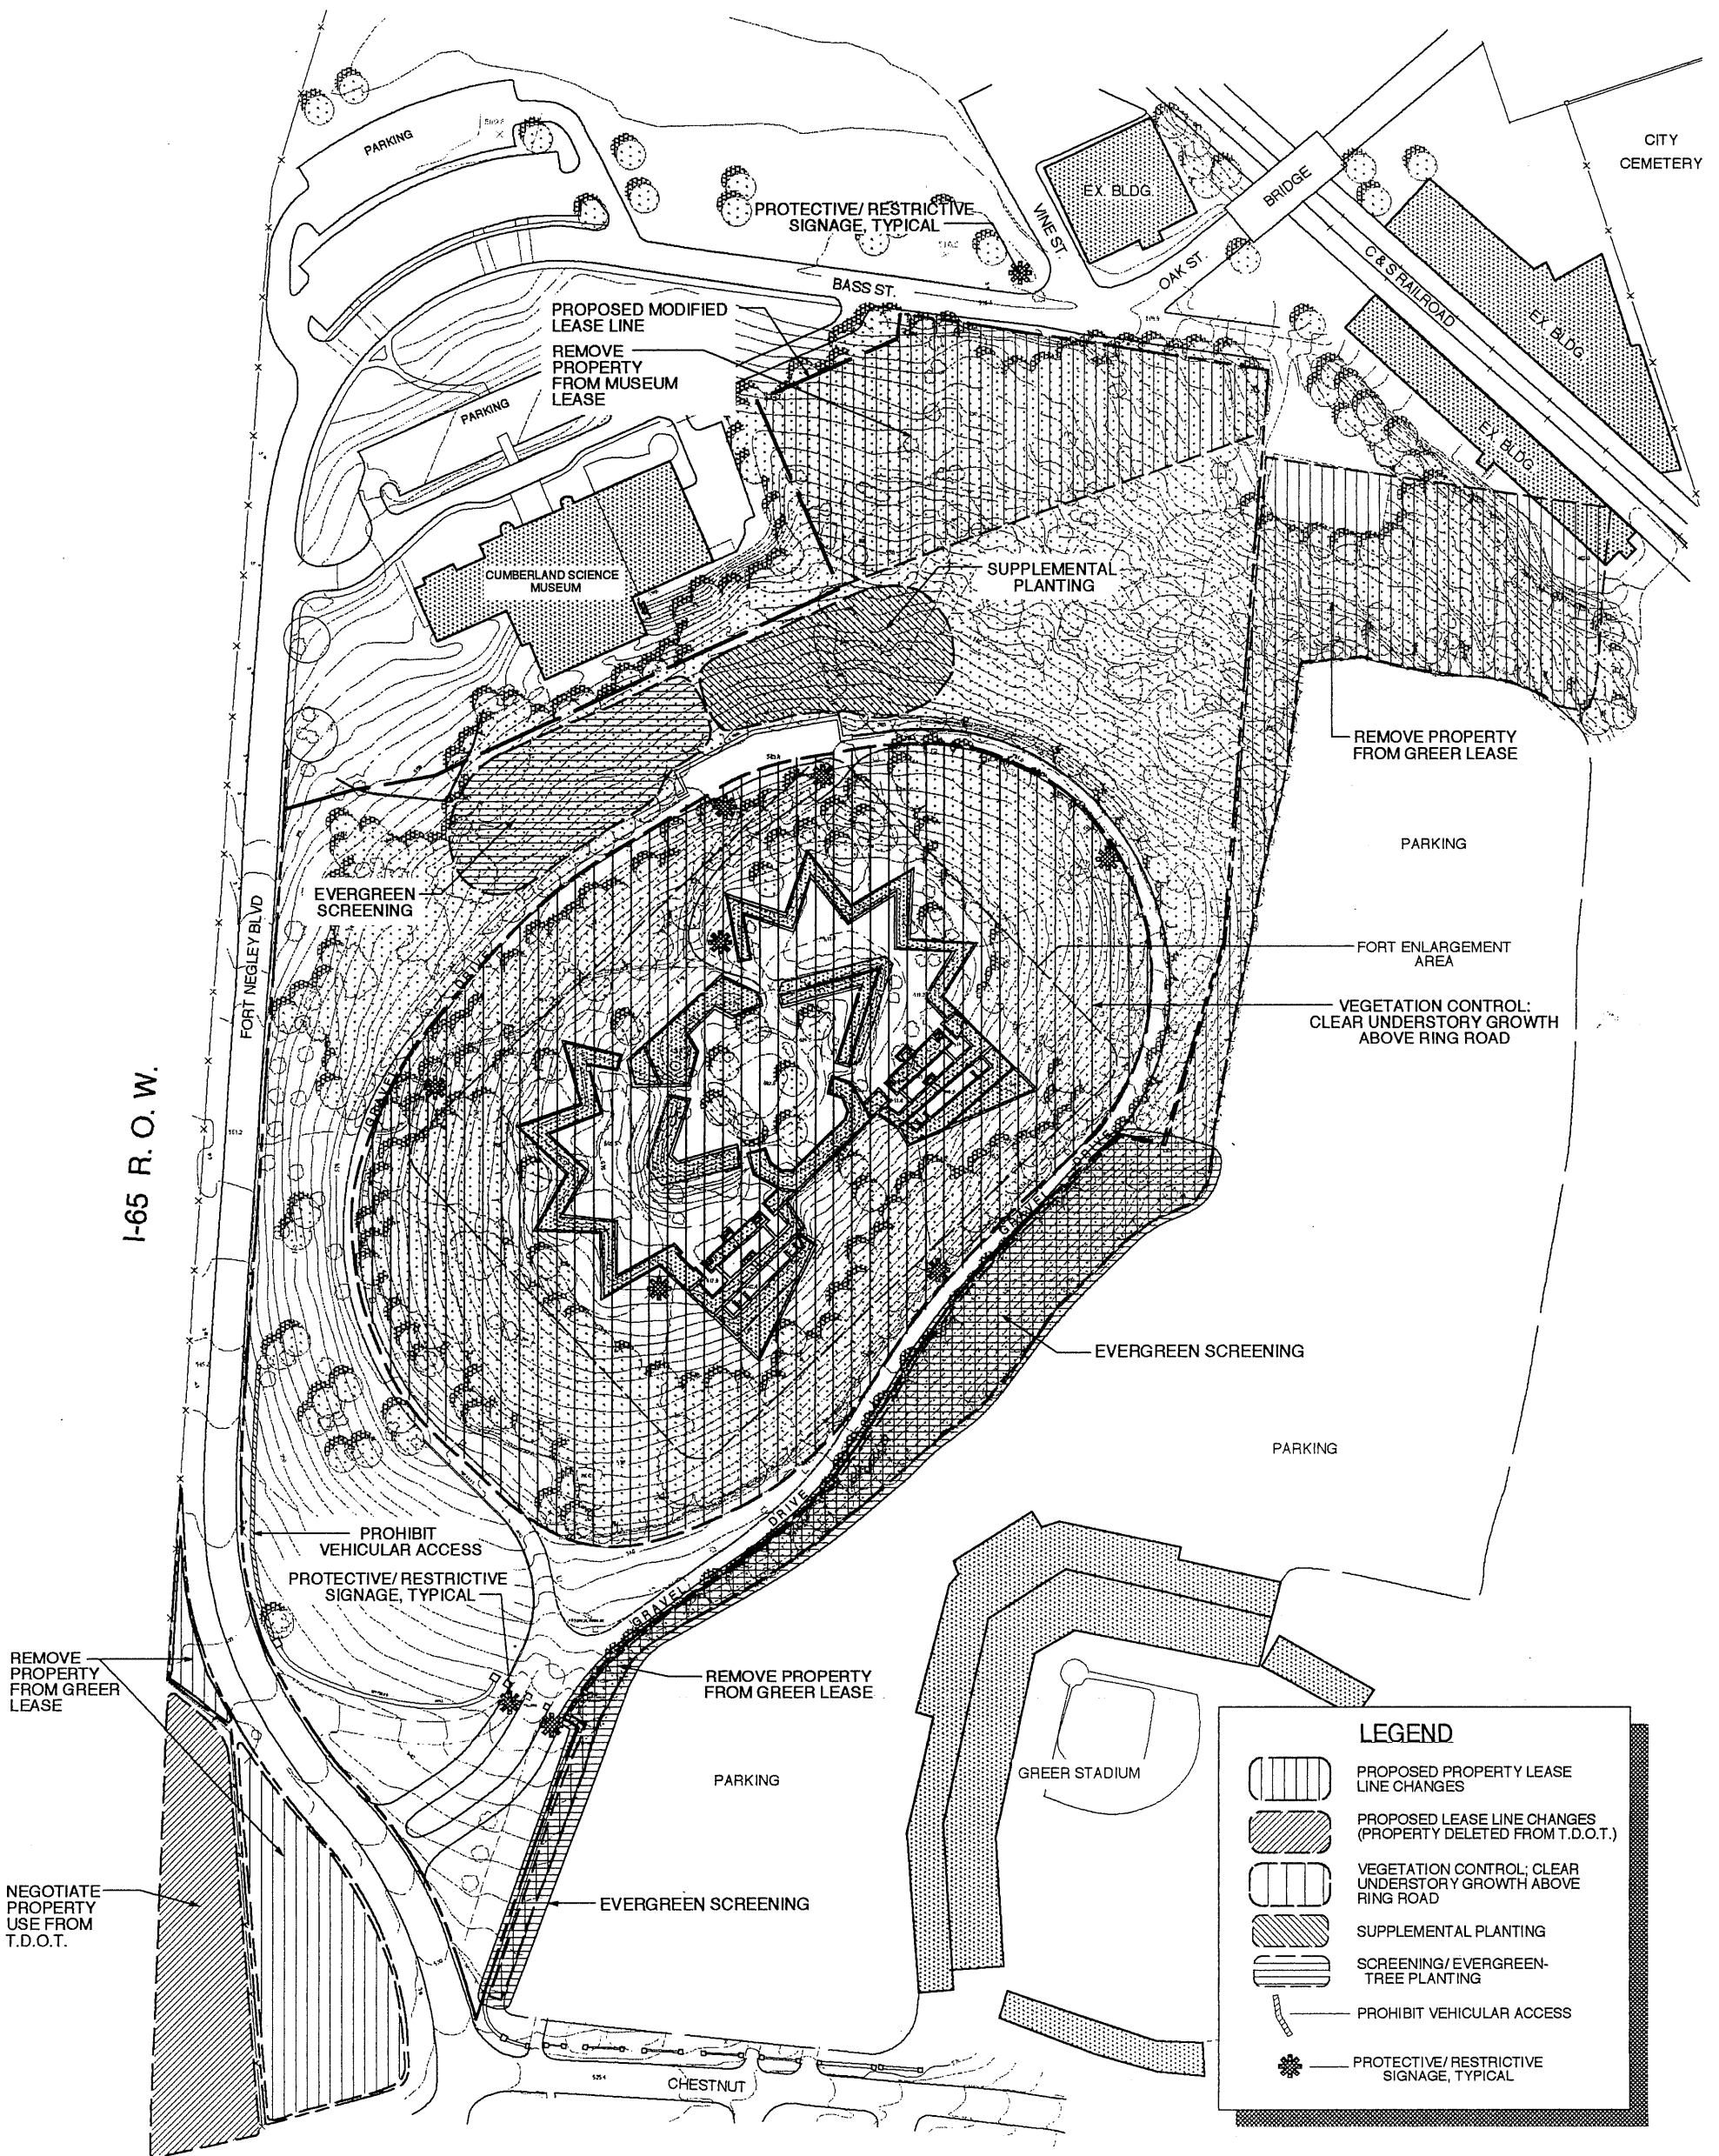 PARKING
CITY
CEMETERY
EX. BLDG.
BRIDGE
PROTECTIVE/ RESTRICTIVE
SIGNAGE, TYPICAL
VINE ST.
OAK ST.
C & S RAILROAD
EX. BLDG.
BASS ST.
PROPOSED MODIFIED
LEASE LINE
REMOVE
PROPERTY
FROM MUSEUM
LEASE
PARKING
EX BLDG.
CUMBERLAND SCIENCE
MUSEUM
SUPPLEMENTAL
PLANTING
REMOVE PROPERTY
FROM GREER LEASE
PARKING
EVERGREEN
SCREENING
FORT NEGLEY BLVD
DRIVE
FORT ENLARGEMENT
AREA
VEGETATION CONTROL;
CLEAR UNDERSTORY GROWTH
ABOVE RING ROAD
GRAVEL
I-65 R. O. W.
DRIVE
GRAVEL
EVERGREEN SCREENING
PARKING
PROHIBIT
VEHICULAR ACCESS
DRIVE
PROTECTIVE/ RESTRICTIVE
SIGNAGE, TYPICAL
GRAVEL
REMOVE
PROPERTY
FROM GREER
LEASE
REMOVE PROPERTY
FROM GREER LEASE
PARKING
GREER STADIUM
NEGOTIATE
PROPERTY
USE FROM
T.D.O.T.
EVERGREEN SCREENING
CHESTNUT
LEGEND
PROPOSED PROPERTY LEASE
LINE CHANGES
PROPOSED LEASE LINE CHANGES
(PROPERTY DELETED FROM T.D.O.T.)
VEGETATION CONTROL; CLEAR
UNDERSTORY GROWTH ABOVE
RING ROAD
SUPPLEMENTAL PLANTING
SCREENING/ EVERGREEN-
TREE PLANTING
PROHIBIT VEHICULAR ACCESS
PROTECTIVE/ RESTRICTIVE
SIGNAGE, TYPICAL